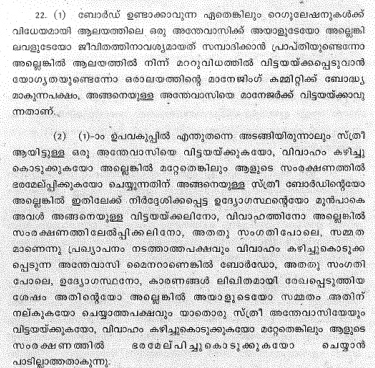 22. (1) ബോർഡ് ഉണ്ടാക്കാവുന്ന ഏതെങ്കിലും റെഗുലേഷനുകൾക്ക്
വിധേയമായി ആലയത്തിലെ ഒരു അന്തേവാസിക്ക് അയാളുടേയോ അല്ലെങ്കി
ലവളുടേയോ ജീവിതത്തിനാവശ്യമായത് സമ്പാദിക്കാൻ പ്രാപ്തിയുണ്ടെന്നോ
അല്ലെങ്കിൽ ആലയത്തിൽ നിന്ന് മററുവിധത്തിൽ വിട്ടയയ്ക്കപ്പെടുവാൻ
യോഗ്യതയുണ്ടെന്നോ ഒരാലയത്തിന്റെ മാനേജിംഗ് കമ്മിറ്റിക്ക് ബോദ്ധ്യ
മാകുന്നപക്ഷം, അങ്ങനെയുള്ള അന്തേവാസിയെ മാനേജർക്ക് വിട്ടയയ്ക്കാവു
ന്നതാണ്.
(2) (1)-ാം ഉപവകുപ്പിൽ എന്തുതന്നെ അടങ്ങിയിരുന്നാലും സ്ത്രീ
ആയിട്ടുള്ള ഒരു അന്തേവാസിയെ വിട്ടയയ്ക്കുകയോ, വിവാഹം കഴിച്ചു
കൊടുക്കുകയോ അല്ലെങ്കിൽ മറ്റേതെങ്കിലും ആളുടെ സംരക്ഷണത്തിൽ
ഭരമേല്പിക്കുകയോ ചെയ്യുന്നതിന് അങ്ങനെയുള്ള സ്ത്രീ ബോർഡിന്റെയോ
അല്ലെങ്കിൽ ഇതിലേക്ക് നിർദ്ദേശിക്കപ്പെട്ട ഉദ്യോഗസ്ഥന്റെയോ മുൻപാകെ
അവൾ അങ്ങനെയുള്ള വിട്ടയക്കലിനോ, വിവാഹത്തിനോ അല്ലെങ്കിൽ
സംരക്ഷണത്തിലേൽപ്പിക്കലിനോ, അതതു സംഗതിപോലെ, സമ്മത
മാണെന്നു പ്രഖ്യാപനം നടത്താത്തപക്ഷവും വിവാഹം കഴിച്ചുകൊടുക്ക
പ്പെടുന്ന അന്തേവാസി മൈനറാണെങ്കിൽ ബോർഡോ, അതതു സംഗതി
പോലെ, ഉദ്യോഗസ്ഥനോ, കാരണങ്ങൾ ലിഖിതമായി രേഖപ്പെടുത്തിയ
ശേഷം അതിന്റെയോ അല്ലെങ്കിൽ അയാളുടെയോ സമ്മതം അതിന്
നല്കുകയോ ചെയ്യാത്തപക്ഷവും യാതൊരു സ്ത്രീ അന്തേവാസിയേയും
വിട്ടയയ്ക്കുകയോ, വിവാഹം കഴിച്ചുകൊടുക്കുകയോ മറ്റേതെങ്കിലും ആളുടെ
സംരക്ഷണത്തിൽ ഭരമേല്പിച്ചുകൊടുക്കുകയോ ചെയ്യാൻ
പാടില്ലാത്തതാകുന്നു.